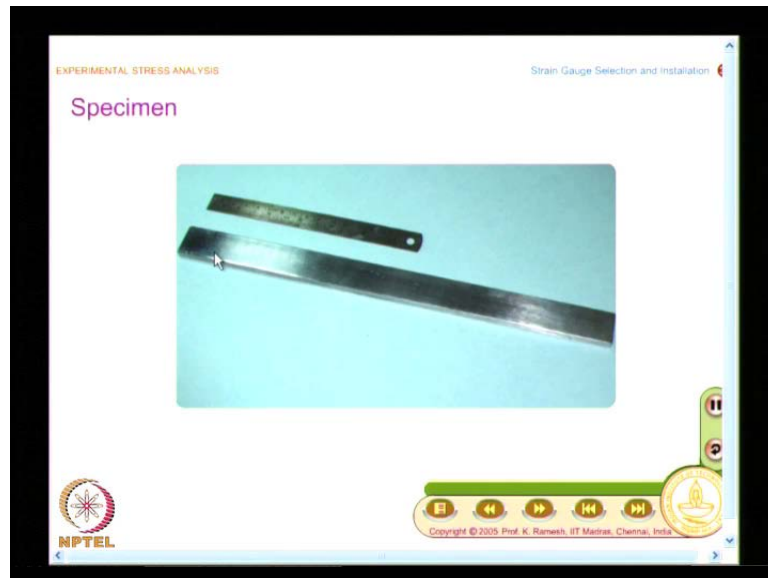 EXPERIMENTAL STRESS ANALYSIS
Strain Gauge Selection and Installation
Specimen
NPTEL
Copyright © 2005 Prof. K. Ramesh, IIT Madras, Chennai, India